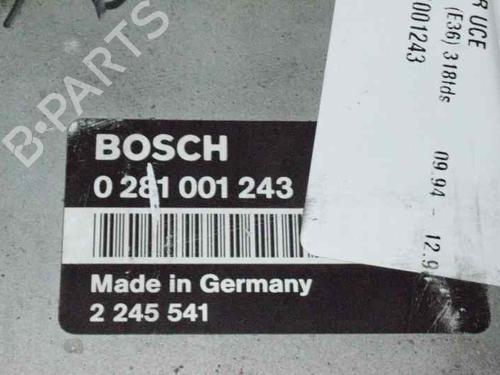 BOSCH
0 281 001 243
Made in Germany
2 245 541
R UCE
(E36) 318tds 09.94 - 12.9
001243
B-PARTS